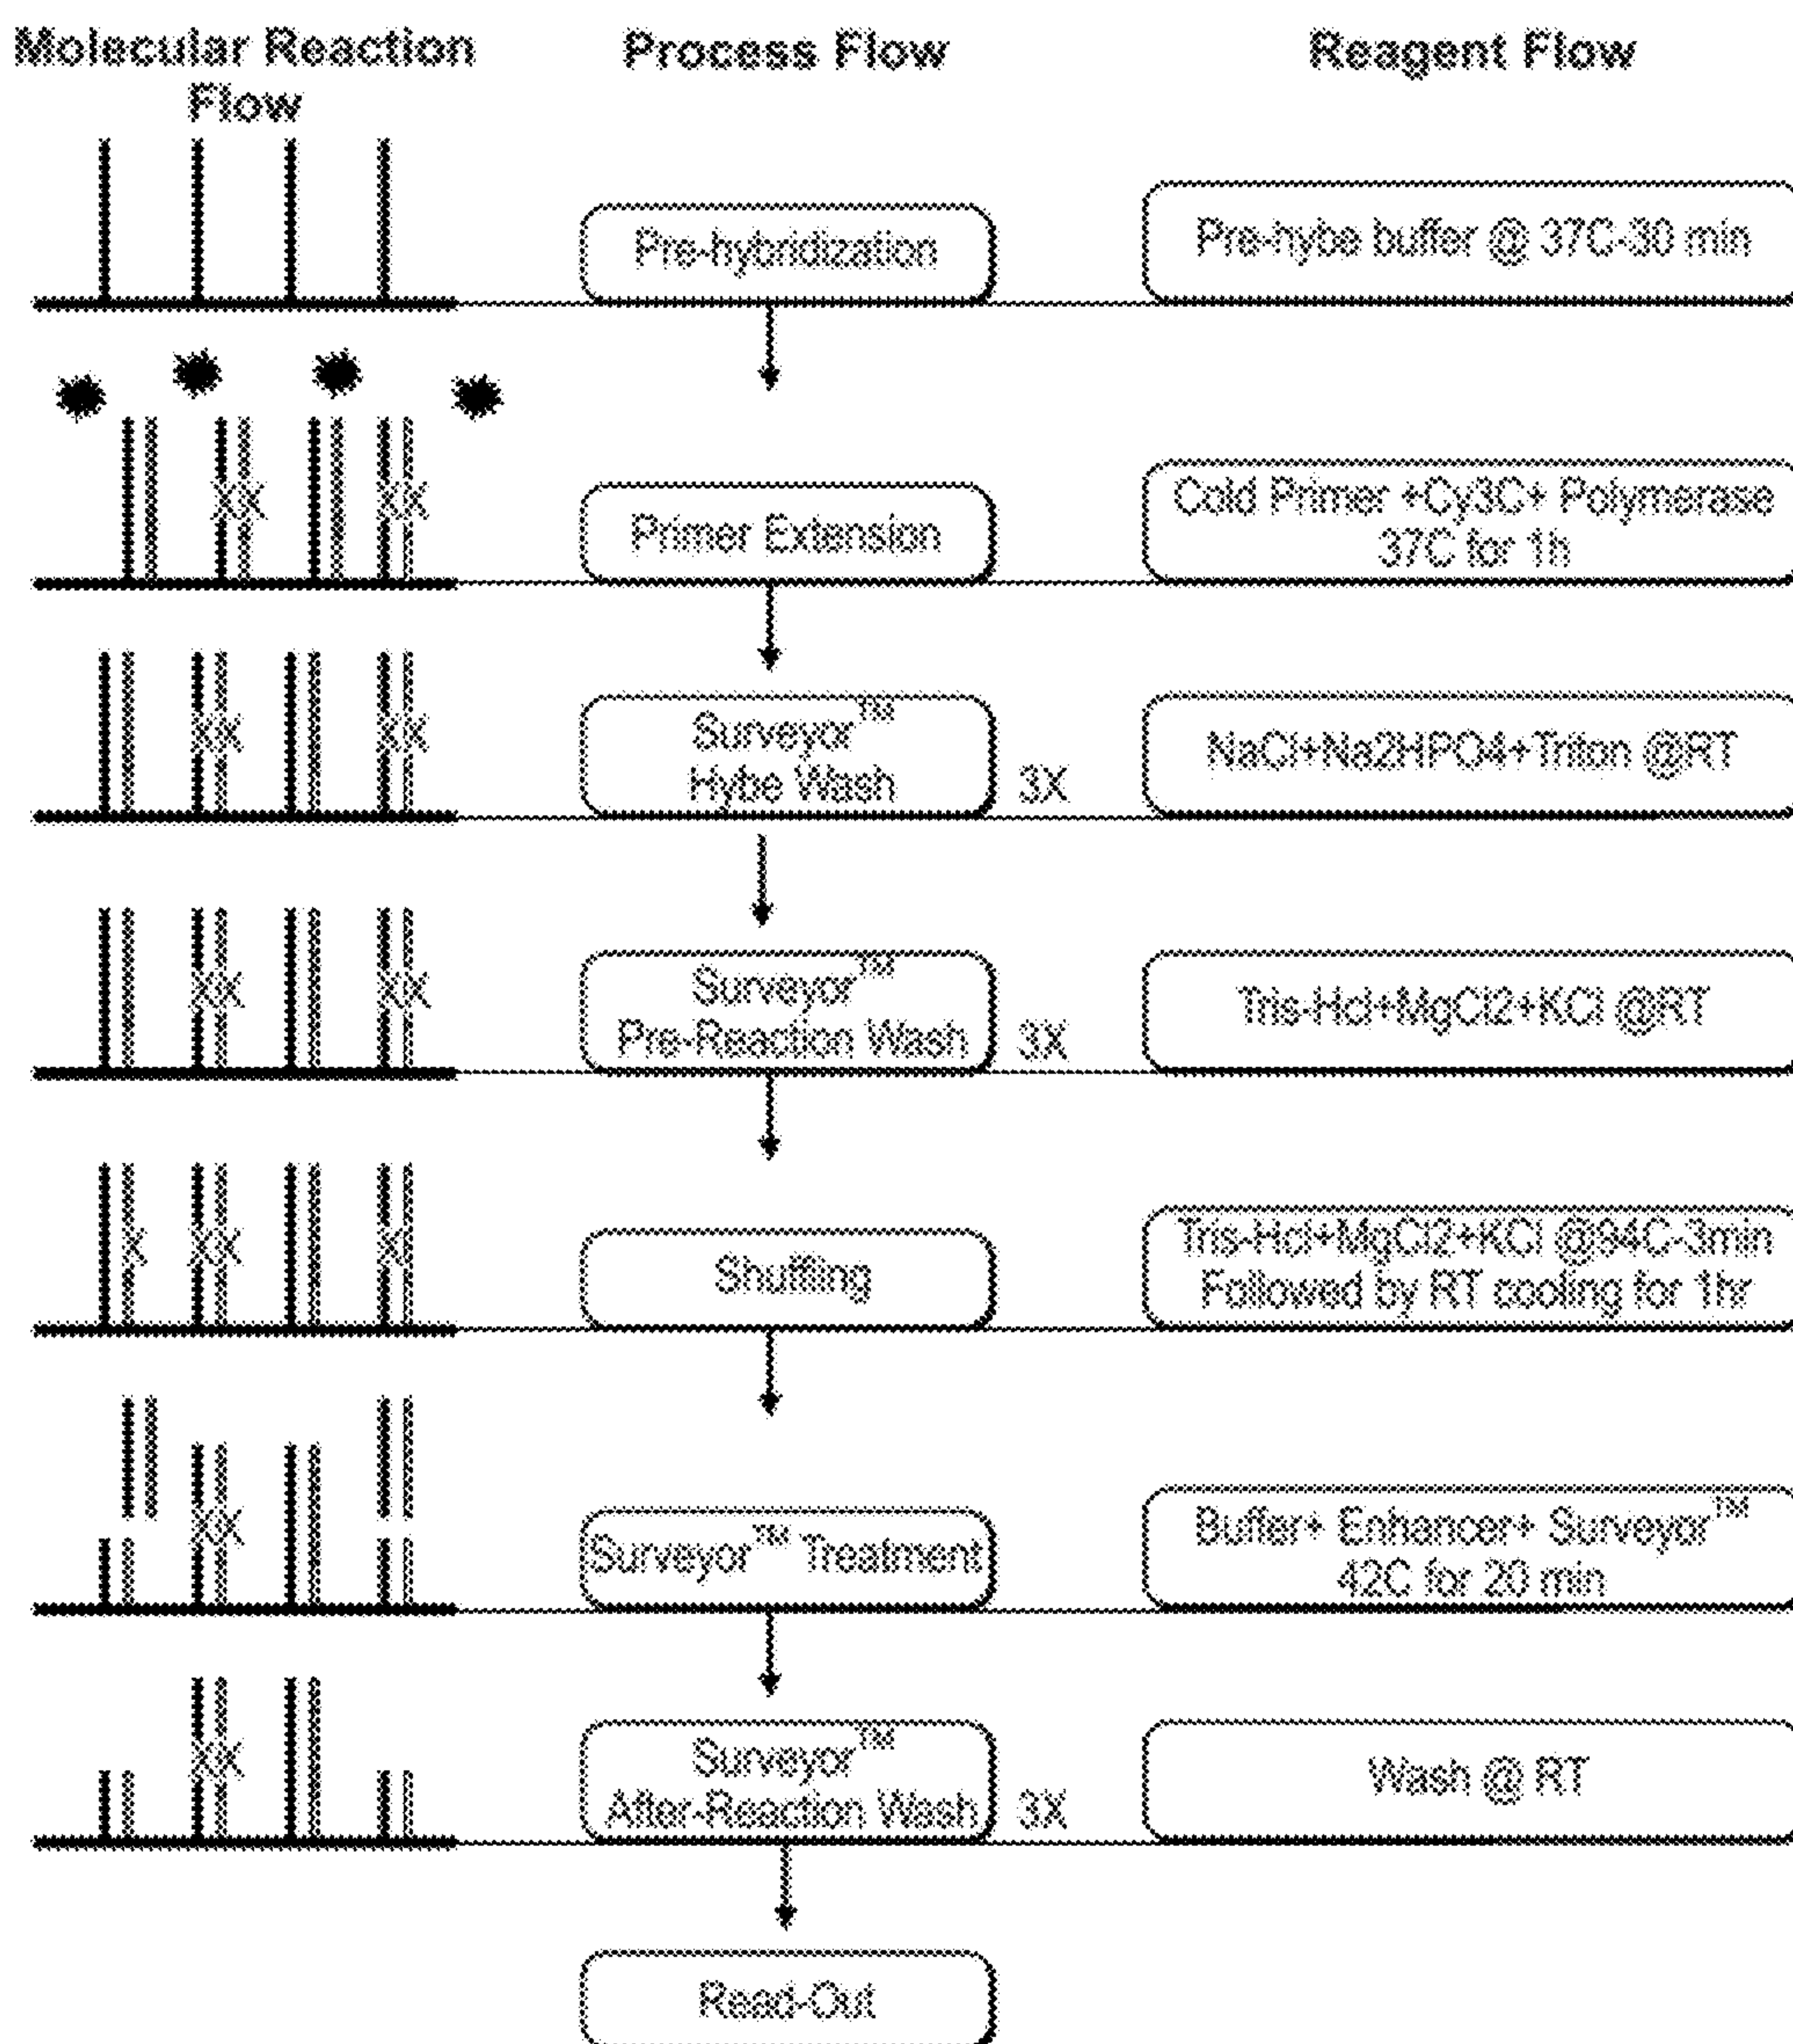 Molecular Reaction
Flow
Process Flow
Reagent Flow
Pre-hybridization
Pre-hybe buffer @ 37C-30 min
XX
XX
Primer Extension
Cold Primer +Cy3C+ Polymerase
37C for 1h
XX
XX
Surveyor™
Hybe Wash
3X
NaCl+Na2HPO4+Triton @RT
XX
XX
Surveyor™
Pre-Reaction Wash
3X
Tris-Hcl+MgCl2+KCl @RT
X
XX
X
Shuffling
Tris-Hcl+MgCl2+KCl @94C-3min
Followed by RT cooling for 1hr
XX
Surveyor™ Treatment
Buffer+ Enhancer+ Surveyor™
42C for 20 min
XX
Surveyor™
After-Reaction Wash
3X
Wash @ RT
Read-Out